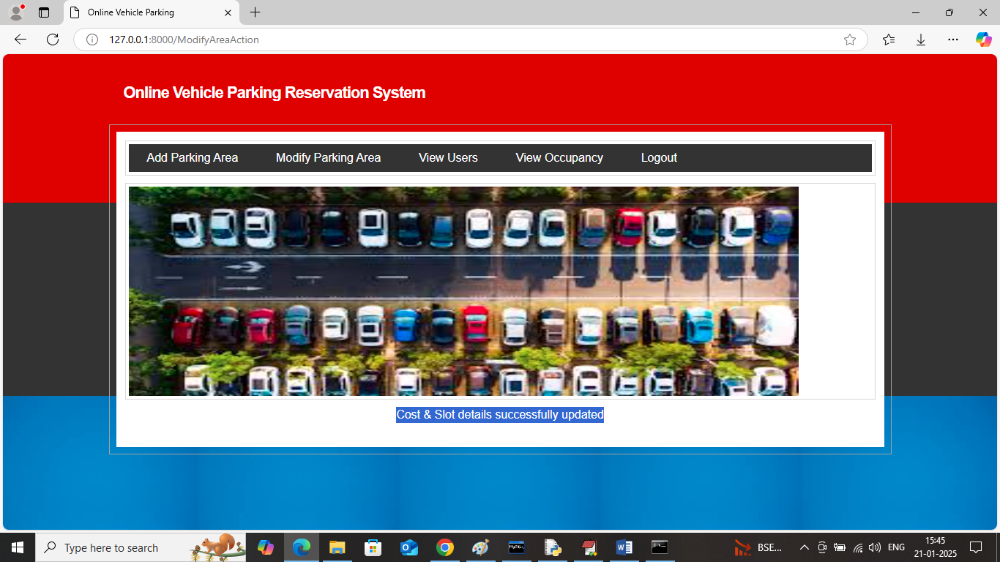 Online Vehicle Parking
127.0.0.1:8000/ModifyAreaAction
Online Vehicle Parking Reservation System
Add Parking Area Modify Parking Area View Users View Occupancy Logout
Cost & Slot details successfully updated
Type here to search
BSE...
ENG
15:45
21-01-2025